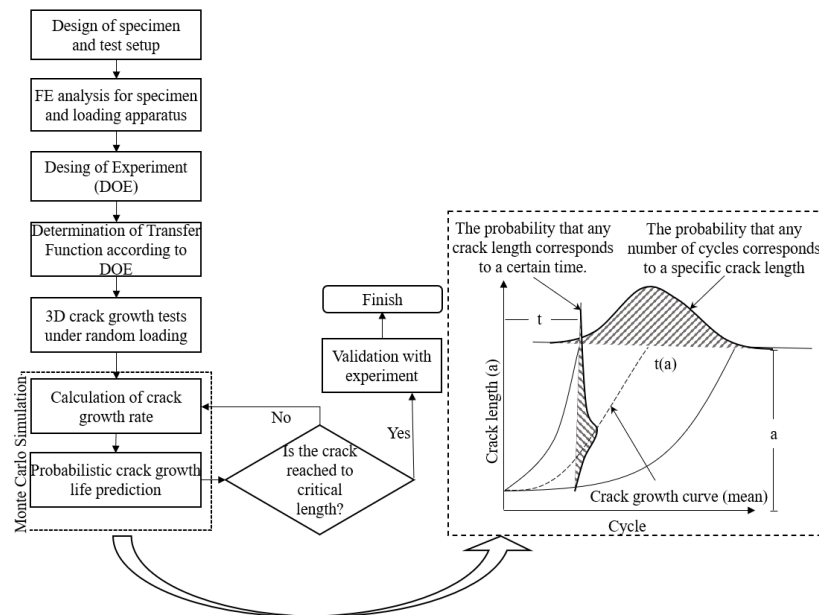 Design of specimen
and test setup
FE analysis for specimen
and loading apparatus
Desing of Experiment
(DOE)
Determination of Transfer
Function according to
DOE
3D crack growth tests
under random loading
Monte Carlo Simulation
Calculation of crack
growth rate
Probabilistic crack growth
life prediction
No
Is the crack
reached to
critical
length?
Yes
Validation with
experiment
Finish
The probability that any
crack length corresponds
to a certain time.
The probability that any
number of cycles corresponds
to a specific crack length
t
t(a)
a
Crack length (a)
Crack growth curve (mean)
Cycle